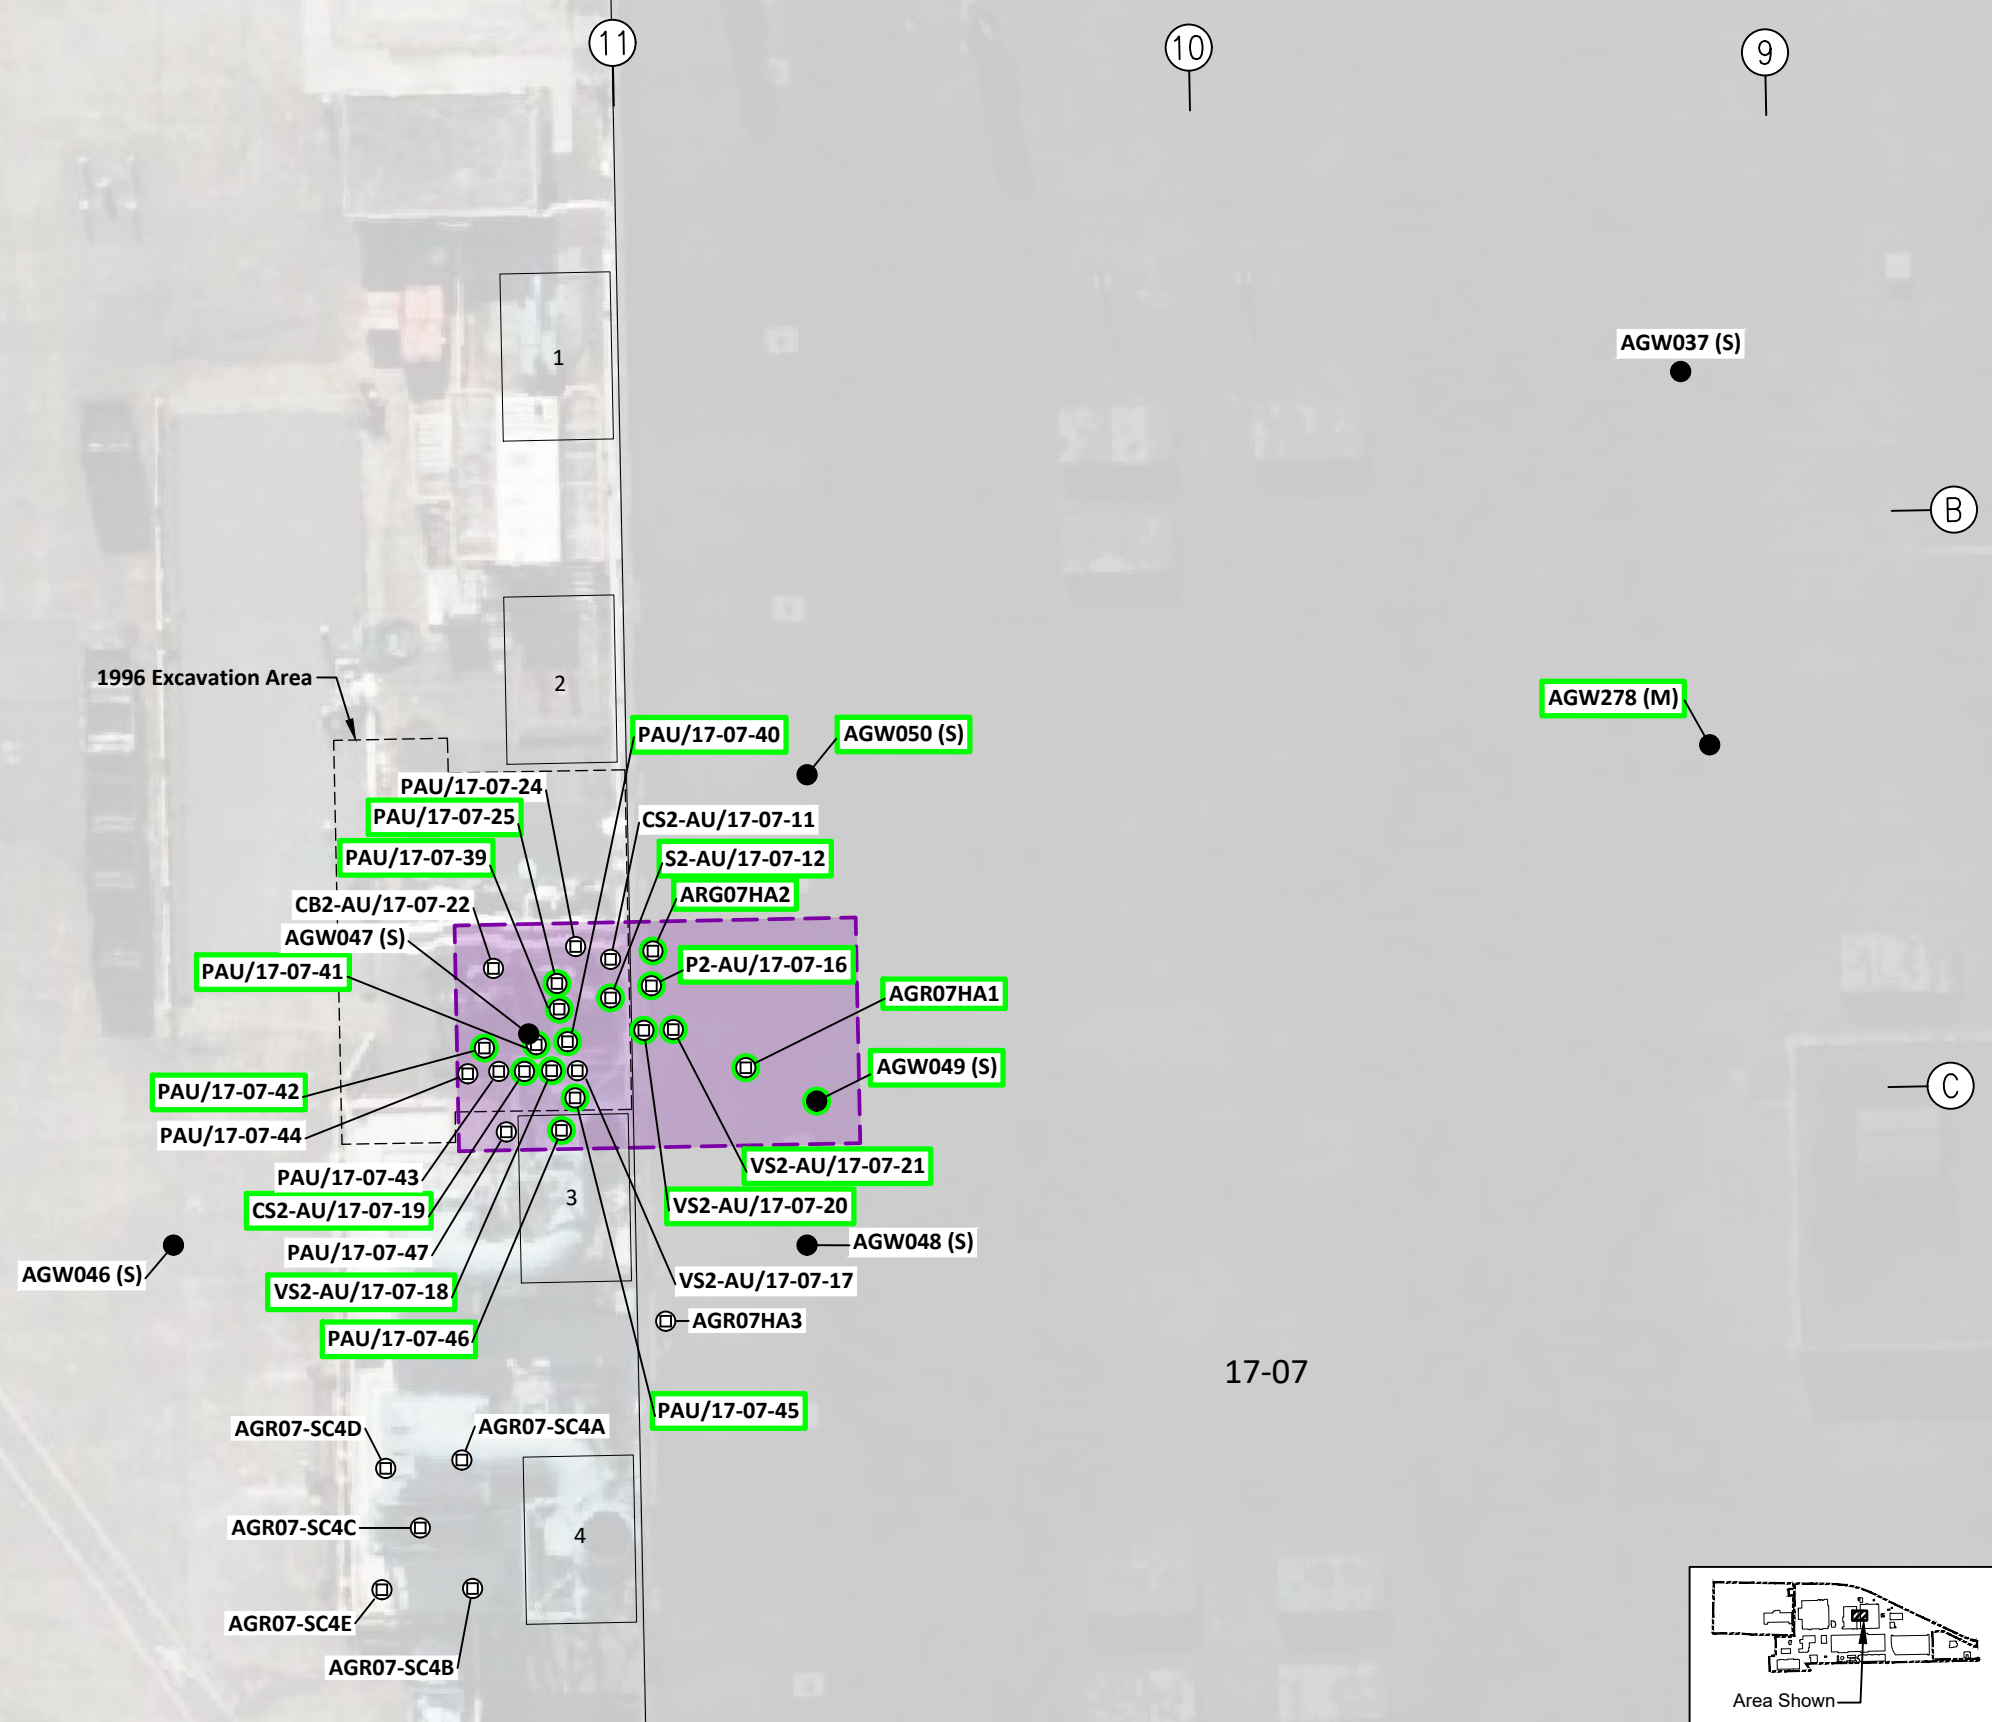 11
10
9
1
AGW037 (S)
B
2
1996 Excavation Area
AGW278 (M)
PAU/17-07-40
AGW050 (S)
PAU/17-07-24
PAU/17-07-25
CS2-AU/17-07-11
PAU/17-07-39
S2-AU/17-07-12
ARG07HA2
CB2-AU/17-07-22
AGW047 (S)
PAU/17-07-41
P2-AU/17-07-16
AGR07HA1
AGW049 (S)
C
PAU/17-07-42
PAU/17-07-44
VS2-AU/17-07-21
PAU/17-07-43
3
VS2-AU/17-07-20
CS2-AU/17-07-19
AGW048 (S)
PAU/17-07-47
AGW046 (S)
VS2-AU/17-07-17
VS2-AU/17-07-18
AGR07HA3
PAU/17-07-46
17-07
PAU/17-07-45
AGR07-SC4D
AGR07-SC4A
AGR07-SC4C
4
AGR07-SC4E
AGR07-SC4B
Area Shown